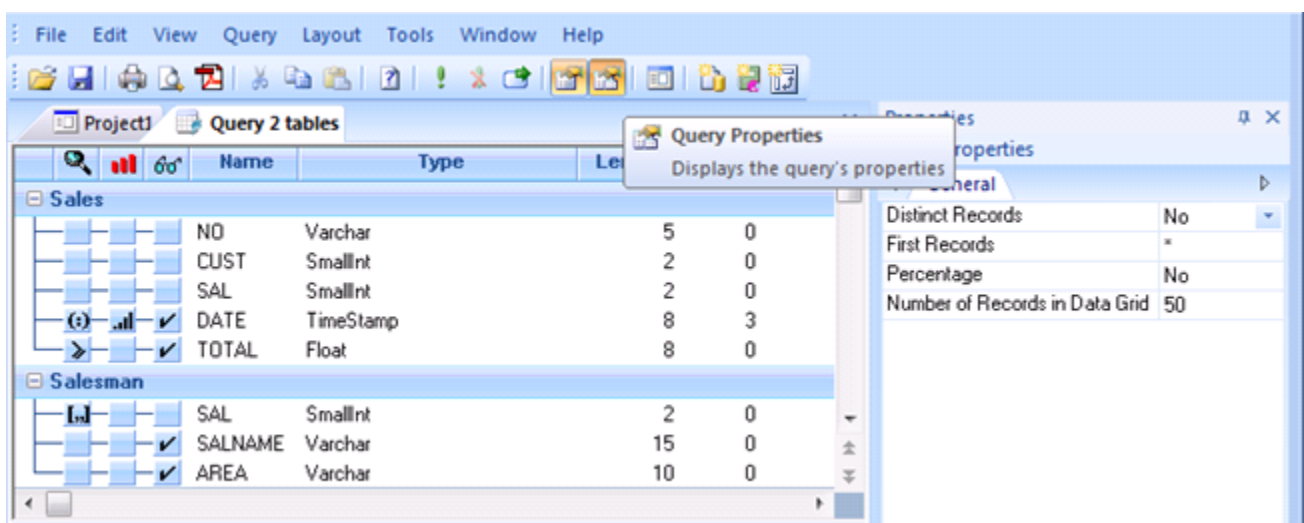 File Edit View Query Layout Tools Window Help
Project1 Query 2 tables
Name Type
Query Properties
Displays the query's properties
Sales
NO Varchar 5 0
CUST SmallInt 2 0
SAL SmallInt 2 0
DATE TimeStamp 8 3
TOTAL Float 8 0
Salesman
SAL SmallInt 2 0
SALNAME Varchar 15 0
AREA Varchar 10 0
General
Distinct Records No
First Records *
Percentage No
Number of Records in Data Grid 50